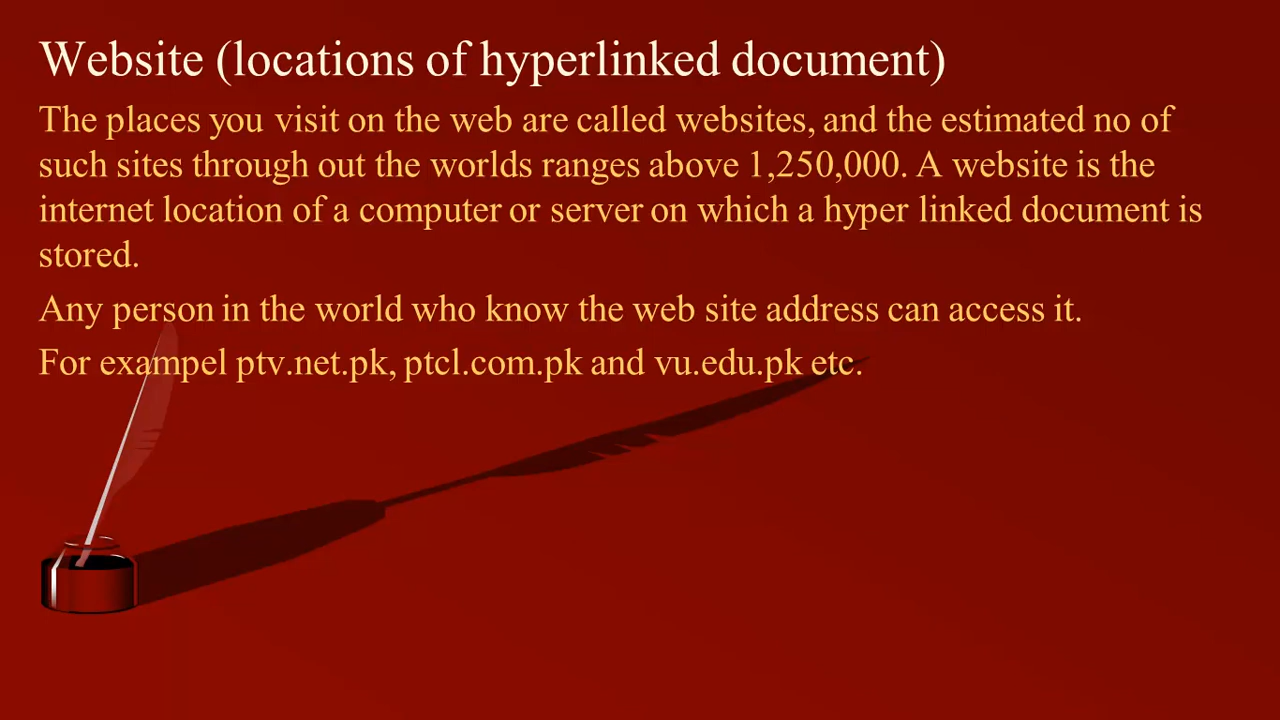 Website (locations of hyperlinked document)
The places you visit on the web are called websites, and the estimated no of
such sites through out the worlds ranges above 1,250,000. A website is the
internet location of a computer or server on which a hyper linked document is
stored.
Any person in the world who know the web site address can access it.
For exampel ptv.net.pk, ptcl.com.pk and vu.edu.pk etc.